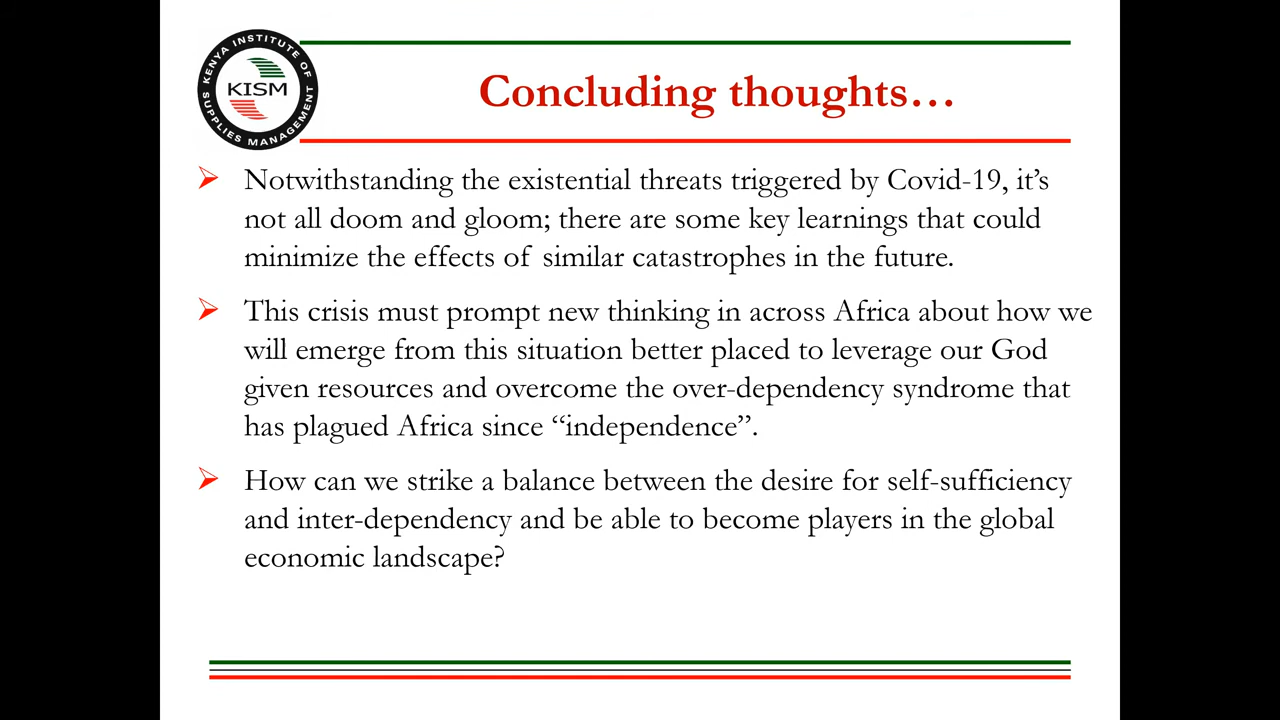 KENYA INSTITUTE OF
SUPPLIES MANAGEMENT
KISM
Concluding thoughts…
Notwithstanding the existential threats triggered by Covid-19, it’s
not all doom and gloom; there are some key learnings that could
minimize the effects of similar catastrophes in the future.
This crisis must prompt new thinking in across Africa about how we
will emerge from this situation better placed to leverage our God
given resources and overcome the over-dependency syndrome that
has plagued Africa since “independence”.
How can we strike a balance between the desire for self-sufficiency
and inter-dependency and be able to become players in the global
economic landscape?